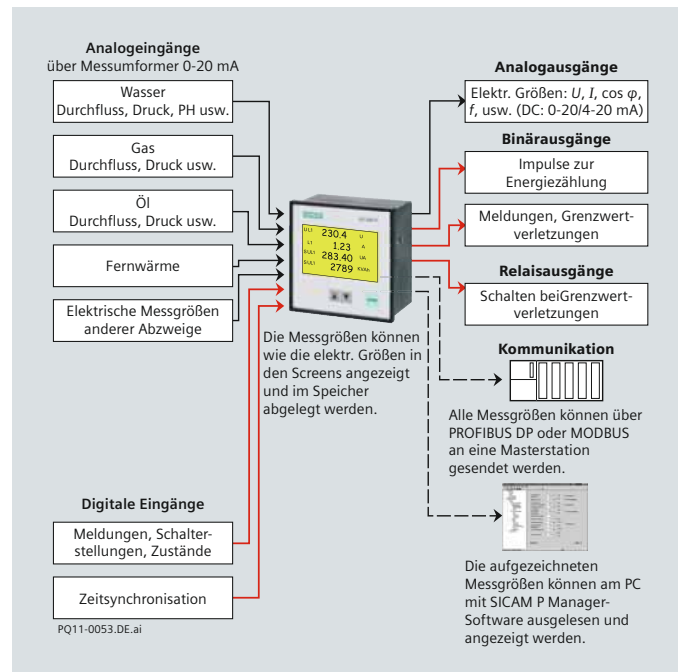 Analogeingänge
über Messumformer 0-20 mA
Wasser
Durchfluss, Druck, PH usw.
Gas
Durchfluss, Druck usw.
Öl
Durchfluss, Druck usw.
Fernwärme
Elektrische Messgrößen
anderer Abzweige
Digitale Eingänge
Meldungen, Schalter-
stellungen, Zustände
Zeitsynchronisation
PQ11-0053.DE.ai
230.4 U
L1 1.23 A
283.40
2789
Die Messgrößen können
wie die elektr. Größen in
den Screens angezeigt
und im Speicher
abgelegt werden.
Analogausgänge
Elektr. Größen: U, I, cos φ,
f, usw. (DC: 0-20/4-20 mA)
Binärausgänge
Impulse zur
Energiezählung
Meldungen, Grenzwert-
verletzungen
Relaisausgänge
Schalten beiGrenzwert-
verletzungen
Kommunikation
Alle Messgrößen können über
PROFIBUS DP oder MODBUS
an eine Masterstation
gesendet werden.
Die aufgezeichneten
Messgrößen können am PC
mit SICAM P Manager-
Software ausgelesen und
angezeigt werden.